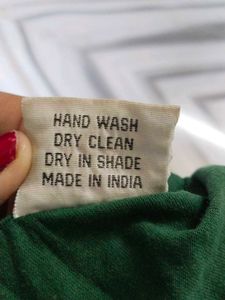 HAND WASH
DRY CLEAN
DRY IN SHADE
MADE IN INDIA